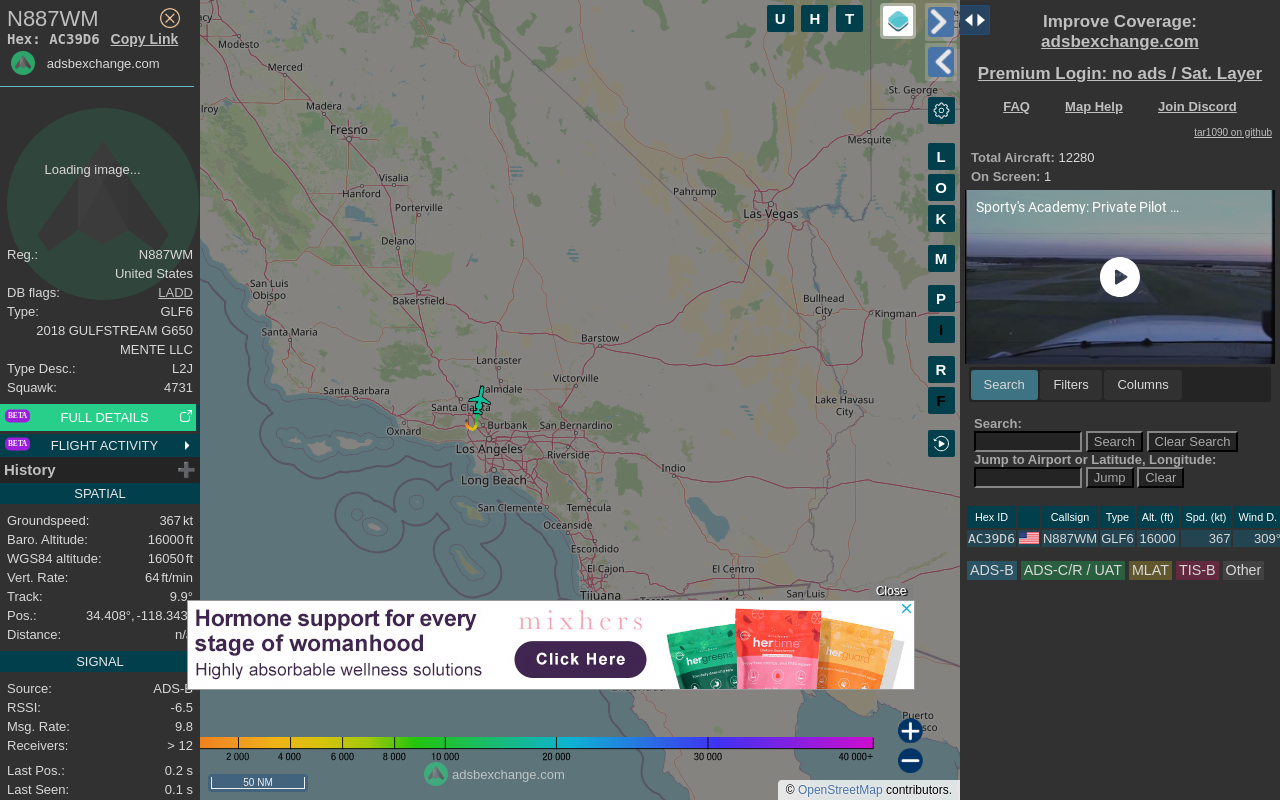 N887WM
Hex: AC39D6 Copy Link
adsbexchange.com
Loading image...
Reg.: N887WM
United States
DB flags: LADD
Type: GLF6
2018 GULFSTREAM G650
MENTE LLC
Type Desc.: L2J
Squawk: 4731
BETA FULL DETAILS
BETA FLIGHT ACTIVITY
History
SPATIAL
Groundspeed: 367 kt
Baro. Altitude: 16000 ft
WGS84 altitude: 16050 ft
Vert. Rate: 64 ft/min
Track: 9.9°
Pos.: 34.408°, -118.343
Distance: n/a
SIGNAL
Source: ADS-B
RSSI: -6.5
Msg. Rate: 9.8
Receivers: > 12
Last Pos.: 0.2 s
Last Seen: 0.1 s
Modesto
Merced
Madera
Fresno
Visalia
Hanford
Porterville
Delano
San Luis
Obispo
Bakersfield
Santa Maria
Lancaster
Palmdale
Santa Barbara
Santa Clarita
Oxnard
Burbank
Los Angeles
Long Beach
San Clemente
Oceanside
Escondido
El Cajon
Tijuana
Temecula
Riverside
San Bernardino
Victorville
Barstow
Indio
El Centro
San Luis
Pahrump
Las Vegas
Mesquite
St. George
Bullhead
City
Kingman
Lake Havasu
City
Puerto
U H T
L
O
K
M
P
I
R
F
Close
Hormone support for every
stage of womanhood
Highly absorbable wellness solutions
mixhers
Click Here
hergreens
hertime
herguard
2 000 4 000 6 000 8 000 10 000 20 000 30 000 40 000+
50 NM
adsbexchange.com
© OpenStreetMap contributors.
Improve Coverage:
adsbexchange.com
Premium Login: no ads / Sat. Layer
FAQ Map Help Join Discord
tar1090 on github
Total Aircraft: 12280
On Screen: 1
Sporty's Academy: Private Pilot …
Search Filters Columns
Search:
Search Clear Search
Jump to Airport or Latitude, Longitude:
Jump Clear
Hex ID Callsign Type Alt. (ft) Spd. (kt) Wind D.
AC39D6 N887WM GLF6 16000 367 309°
ADS-B ADS-C/R / UAT MLAT TIS-B Other